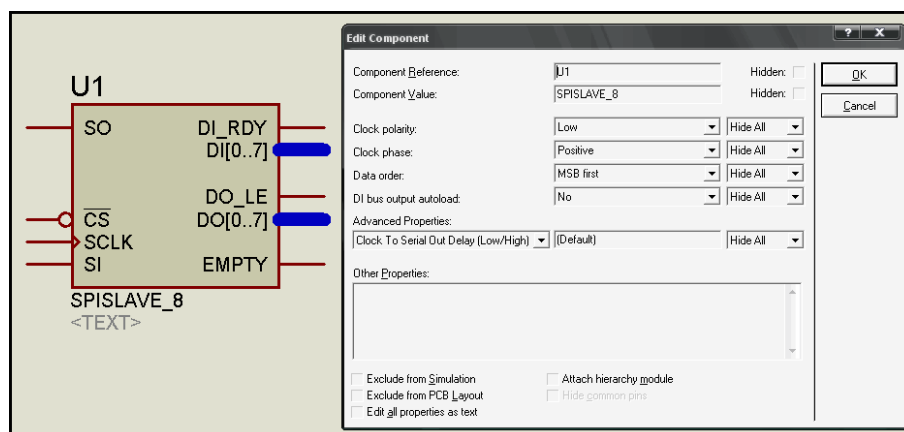 U1
SO
DI_RDY
DI[0..7]
DO_LE
CS
DO[0..7]
SCLK
SI
EMPTY
SPISLAVE_8
<TEXT>
Edit Component
? X
Component Reference: U1 Hidden:
Component Value: SPISLAVE_8 Hidden:
Clock polarity: Low Hide All
Clock phase: Positive Hide All
Data order: MSB first Hide All
DI bus output autoload: No Hide All
Advanced Properties:
Clock To Serial Out Delay (Low/High) (Default) Hide All
Other Properties:
Exclude from Simulation Attach hierarchy module
Exclude from PCB Layout Hide common pins
Edit all properties as text
OK
Cancel